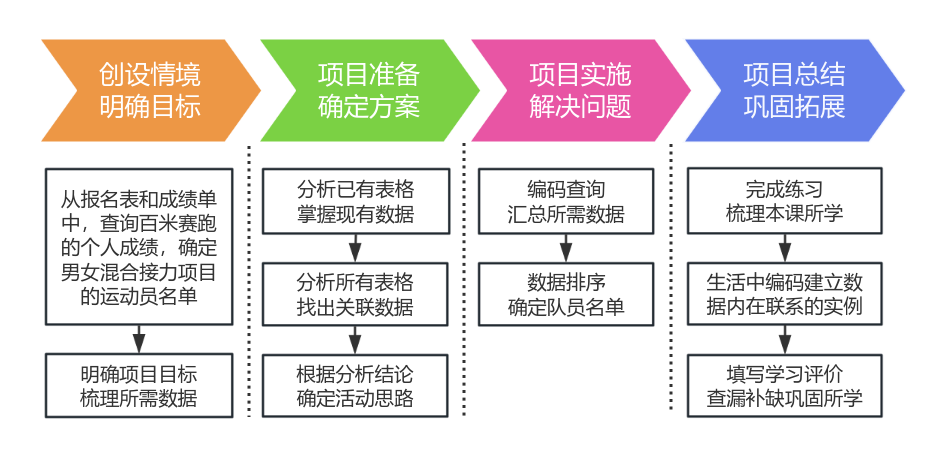 创设情境
明确目标
项目准备
确定方案
项目实施
解决问题
项目总结
巩固拓展
从报名表和成绩单
中，查询百米赛跑
的个人成绩，确定
男女混合接力项目
的运动员名单
明确项目目标
梳理所需数据
分析已有表格
掌握现有数据
分析所有表格
找出关联数据
根据分析结论
确定活动思路
编码查询
汇总所需数据
数据排序
确定队员名单
完成练习
梳理本课所学
生活中编码建立数
据内在联系的实例
填写学习评价
查漏补缺巩固所学